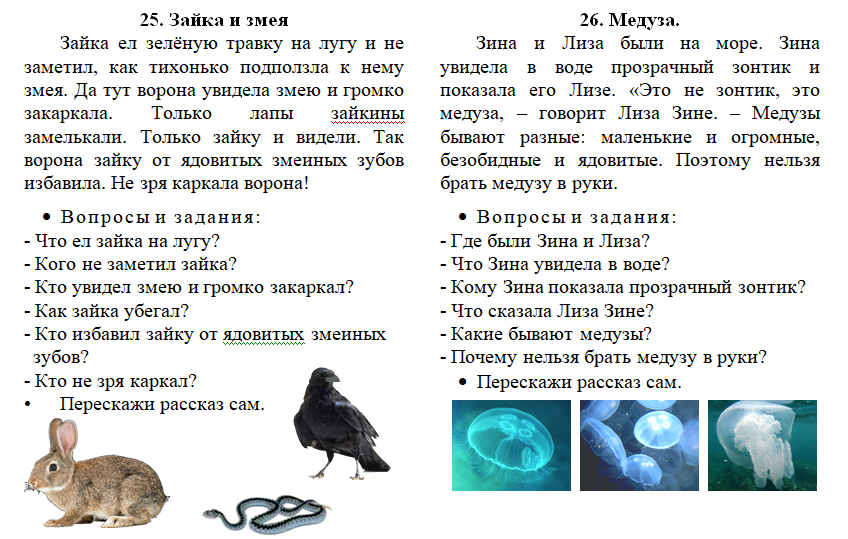 25. Зайка и змея
Зайка ел зелёную травку на лугу и не
заметил, как тихонько подползла к нему
змея. Да тут ворона увидела змею и громко
закаркала. Только лапы зайкины
замелькали. Только зайку и видели. Так
ворона зайку от ядовитых змеиных зубов
избавила. Не зря каркала ворона!
• Вопросы и задания:
- Что ел зайка на лугу?
- Кого не заметил зайка?
- Кто увидел змею и громко закаркал?
- Как зайка убегал?
- Кто избавил зайку от ядовитых змеиных
зубов?
- Кто не зря каркал?
• Перескажи рассказ сам.
26. Медуза.
Зина и Лиза были на море. Зина
увидела в воде прозрачный зонтик и
показала его Лизе. «Это не зонтик, это
медуза, – говорит Лиза Зине. – Медузы
бывают разные: маленькие и огромные,
безобидные и ядовитые. Поэтому нельзя
брать медузу в руки.
• Вопросы и задания:
- Где были Зина и Лиза?
- Что Зина увидела в воде?
- Кому Зина показала прозрачный зонтик?
- Что сказала Лиза Зине?
- Какие бывают медузы?
- Почему нельзя брать медузу в руки?
• Перескажи рассказ сам.